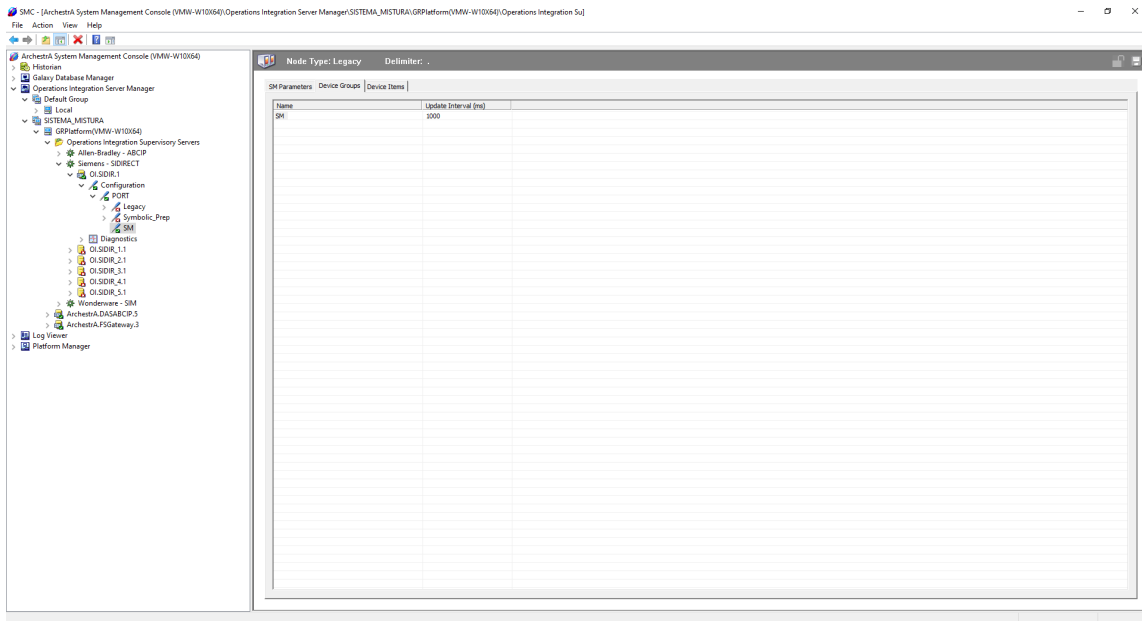 SMC - [ArchestrA System Management Console (VMW-W10X64)\Operations Integration Server Manager\SISTEMA_MISTURA\GRPlatform(VMW-W10X64)\Operations Integration Su]
File Action View Help
ArchestrA System Management Console (VMW-W10X64)
Historian
Galaxy Database Manager
Operations Integration Server Manager
Default Group
Local
SISTEMA_MISTURA
GRPlatform(VMW-W10X64)
Operations Integration Supervisory Servers
Allen-Bradley - ABCIP
Siemens - SIDIRECT
OI.SIDIR.1
Configuration
PORT
Legacy
Symbolic_Prep
SM
Diagnostics
OI.SIDIR_1.1
OI.SIDIR_2.1
OI.SIDIR_3.1
OI.SIDIR_4.1
OI.SIDIR_5.1
Wonderware - SIM
ArchestrA.DASABCIP.5
ArchestrA.FSGateway.3
Log Viewer
Platform Manager
Node Type: Legacy Delimiter: .
SM Parameters Device Groups Device Items
Name Update Interval (ms)
SM 1000